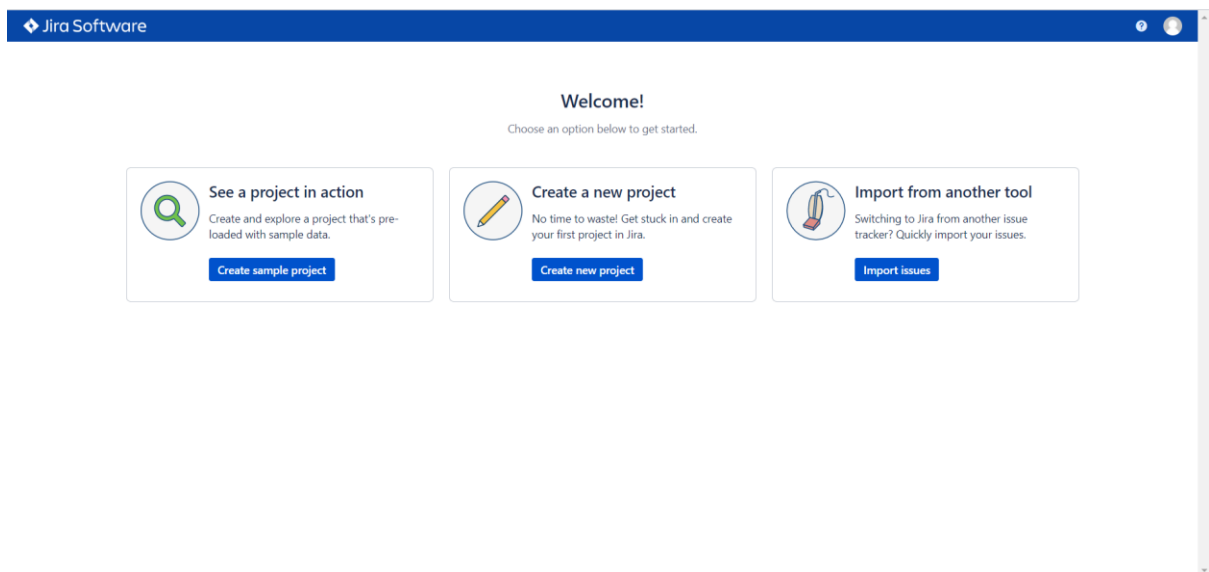 Jira Software
?
Welcome!
Choose an option below to get started.
See a project in action
Create and explore a project that's pre-
loaded with sample data.
Create sample project
Create a new project
No time to waste! Get stuck in and create
your first project in Jira.
Create new project
Import from another tool
Switching to Jira from another issue
tracker? Quickly import your issues.
Import issues